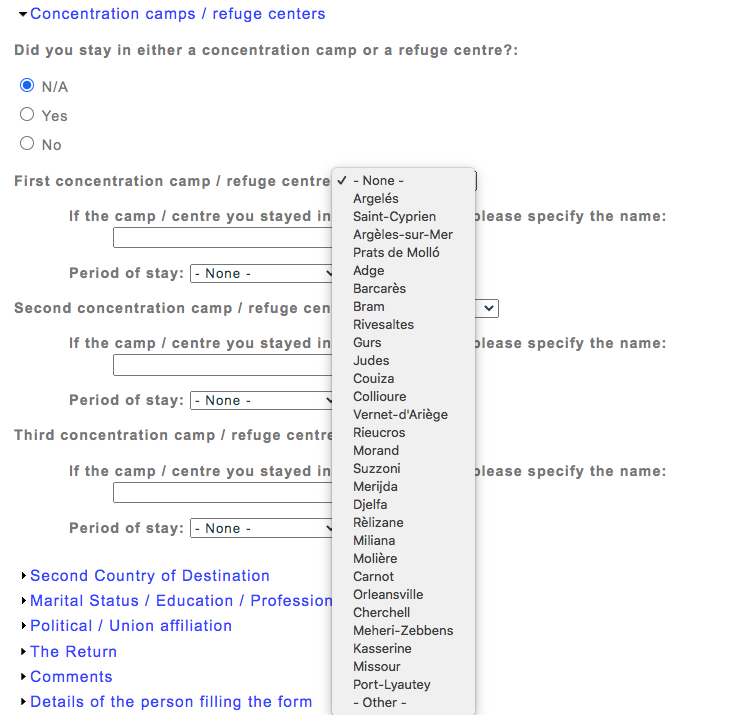 Concentration camps / refuge centers
Did you stay in either a concentration camp or a refuge centre?:
N/A
Yes
No
First concentration camp / refuge centre
- None -
Argelés
Saint-Cyprien
Argèles-sur-Mer
Prats de Molló
Adge
Barcarès
Bram
Rivesaltes
Gurs
Judes
Couiza
Collioure
Vernet-d'Ariège
Rieucros
Morand
Suzzoni
Merijda
Djelfa
Rèlizane
Miliana
Molière
Carnot
Orleansville
Cherchell
Meheri-Zebbens
Kasserine
Missour
Port-Lyautey
- Other -
If the camp / centre you stayed in please specify the name:
Period of stay: - None -
Second concentration camp / refuge
If the camp / centre you stayed in please specify the name:
Period of stay: - None -
Third concentration camp / refuge centre
If the camp / centre you stayed in please specify the name:
Period of stay: - None -
Second Country of Destination
Marital Status / Education / Profession
Political / Union affiliation
The Return
Comments
Details of the person filling the form